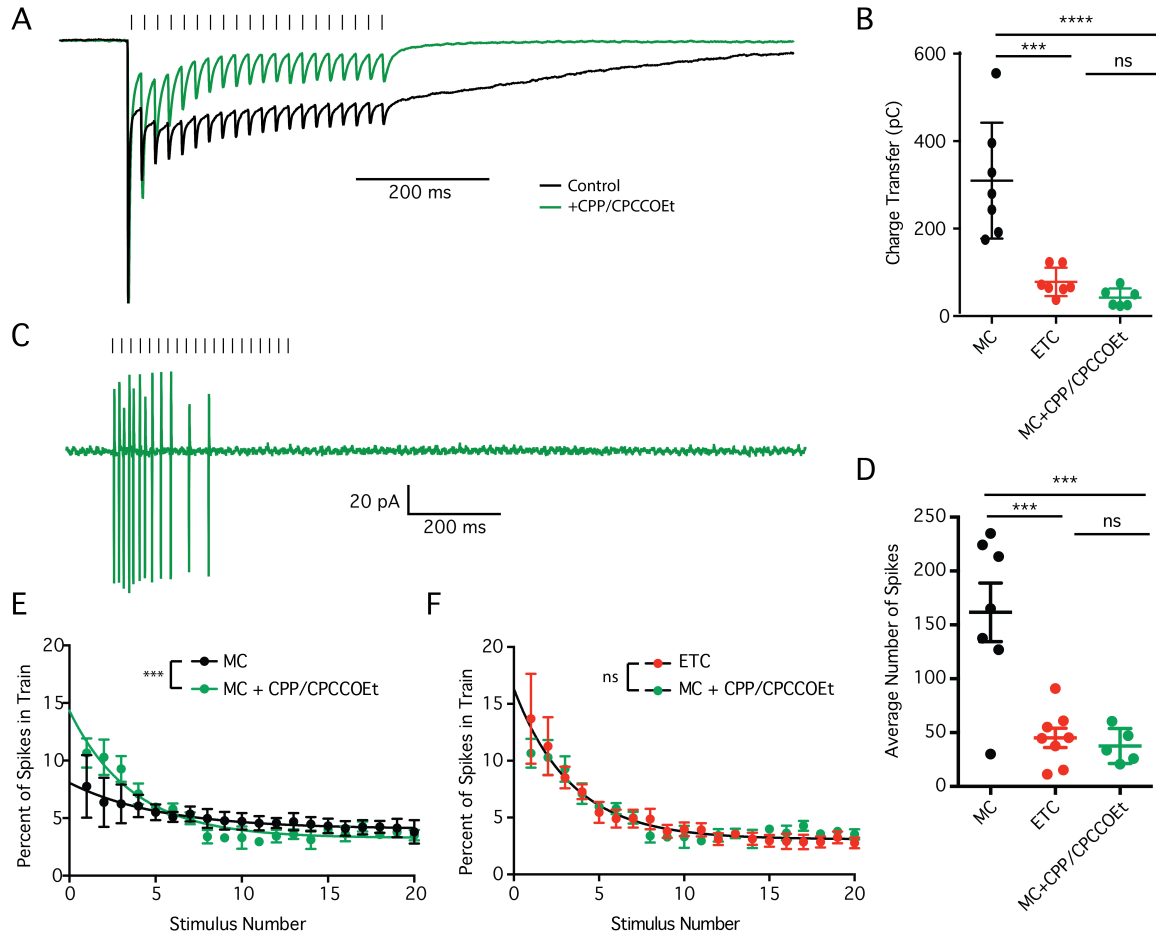 A
200 ms
Control
+CPP/CPCCOEt
B
****
***
ns
600
400
200
0
Charge Transfer (pC)
MC
ETC
MC+CPP/CPCCOEt
C
20 pA
200 ms
D
***
***
ns
250
200
150
100
50
0
Average Number of Spikes
MC
ETC
MC+CPP/CPCCOEt
E
20
15
10
5
0
Percent of Spikes in Train
***
MC
MC + CPP/CPCCOEt
0 5 10 15 20
Stimulus Number
F
20
15
10
5
0
Percent of Spikes in Train
ns
ETC
MC + CPP/CPCCOEt
0 5 10 15 20
Stimulus Number